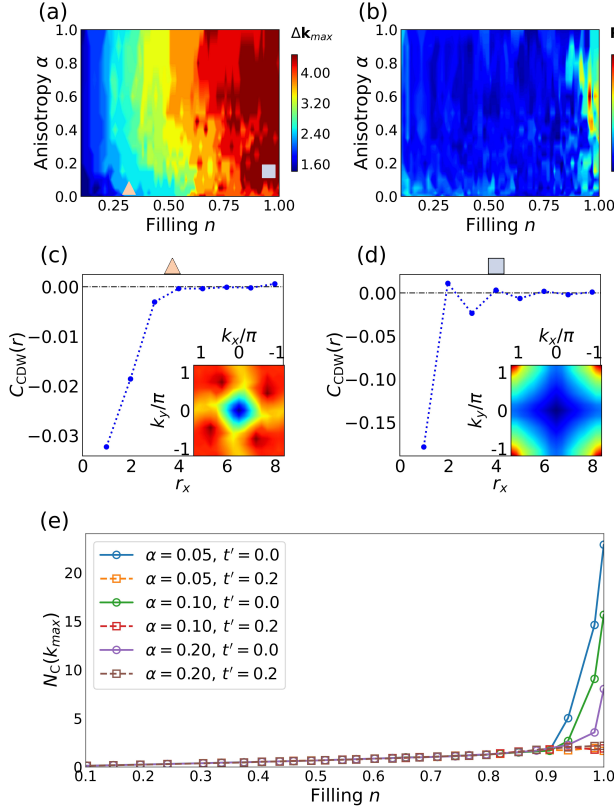 (a)
Anisotropy α
1.0
0.8
0.6
0.4
0.2
0.0
0.25 0.50 0.75 1.00
Filling n
Δk_max
4.00
3.20
2.40
1.60
(b)
Anisotropy α
1.0
0.8
0.6
0.4
0.2
0.0
0.25 0.50 0.75 1.00
Filling n
(c)
C_CDW(r)
0.00
−0.01
−0.02
−0.03
0 2 4 6 8
r_x
k_x/π
1 0 -1
k_y/π
1
0
-1
(d)
C_CDW(r)
0.00
−0.05
−0.10
−0.15
0 2 4 6 8
r_x
k_x/π
1 0 -1
k_y/π
1
0
-1
(e)
N_C(k_max)
20
15
10
5
0
α = 0.05, t′ = 0.0
α = 0.05, t′ = 0.2
α = 0.10, t′ = 0.0
α = 0.10, t′ = 0.2
α = 0.20, t′ = 0.0
α = 0.20, t′ = 0.2
0.1 0.2 0.3 0.4 0.5 0.6 0.7 0.8 0.9 1.0
Filling n